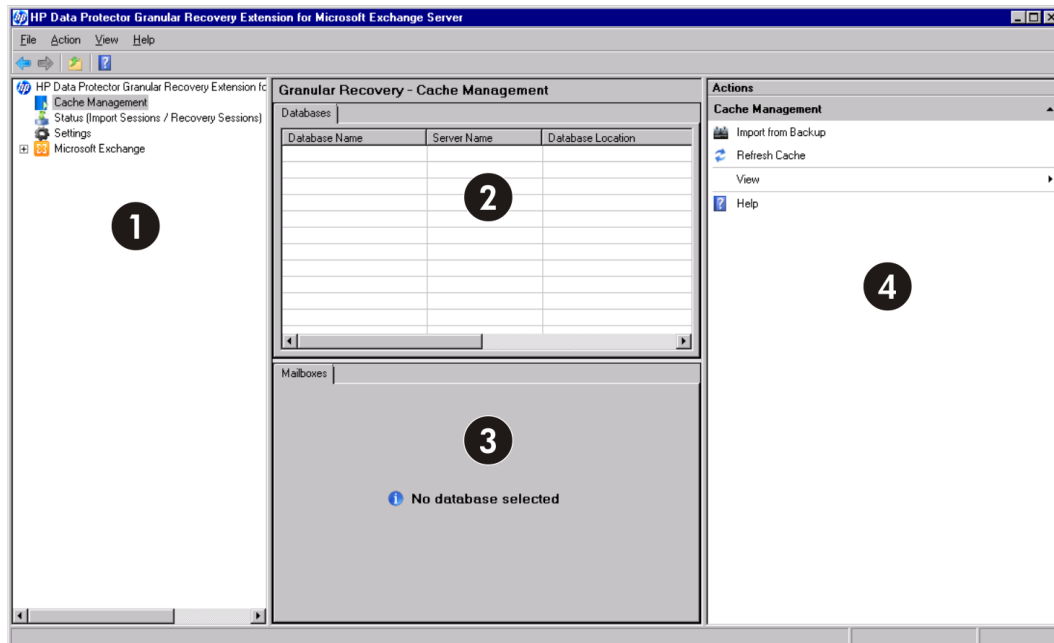 HP Data Protector Granular Recovery Extension for Microsoft Exchange Server
File Action View Help
HP Data Protector Granular Recovery Extension fo
Cache Management
Status (Import Sessions / Recovery Sessions)
Settings
Microsoft Exchange
1
Granular Recovery - Cache Management
Databases
Database Name Server Name Database Location
2
Mailboxes
3
No database selected
Actions
Cache Management
Import from Backup
Refresh Cache
View
Help
4